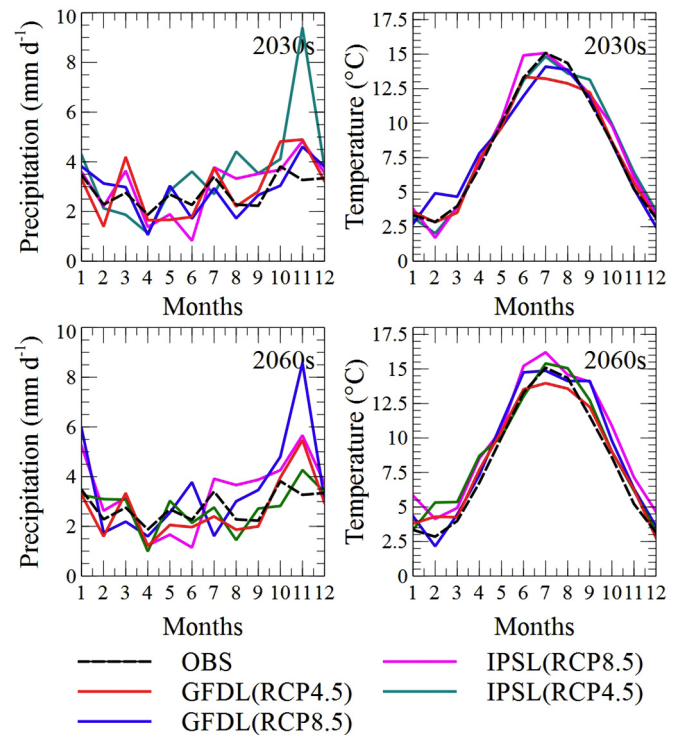 Precipitation (mm d⁻¹)
10
8
6
4
2
0
2030s
1 2 3 4 5 6 7 8 9 10 11 12
Months
Temperature (°C)
17.5
15
12.5
10
7.5
5
2.5
0
2030s
1 2 3 4 5 6 7 8 9 10 11 12
Months
Precipitation (mm d⁻¹)
10
8
6
4
2
0
2060s
1 2 3 4 5 6 7 8 9 10 11 12
Months
Temperature (°C)
17.5
15
12.5
10
7.5
5
2.5
0
2060s
1 2 3 4 5 6 7 8 9 10 11 12
Months
OBS
IPSL(RCP8.5)
GFDL(RCP4.5)
IPSL(RCP4.5)
GFDL(RCP8.5)